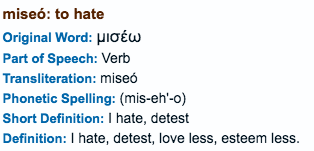 miseó: to hate
Original Word: μισέω
Part of Speech: Verb
Transliteration: miseó
Phonetic Spelling: (mis-eh'-o)
Short Definition: I hate, detest
Definition: I hate, detest, love less, esteem less.